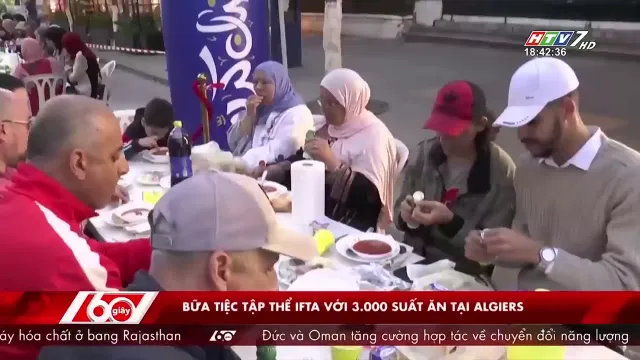 HTV7 HD
18:42:36
60 giây
BỮA TIỆC TẬP THỂ IFTA VỚI 3.000 SUẤT ĂN TẠI ALGIERS
áy hóa chất ở bang Rajasthan 60 Đức và Oman tăng cường hợp tác về chuyển đổi năng lượng